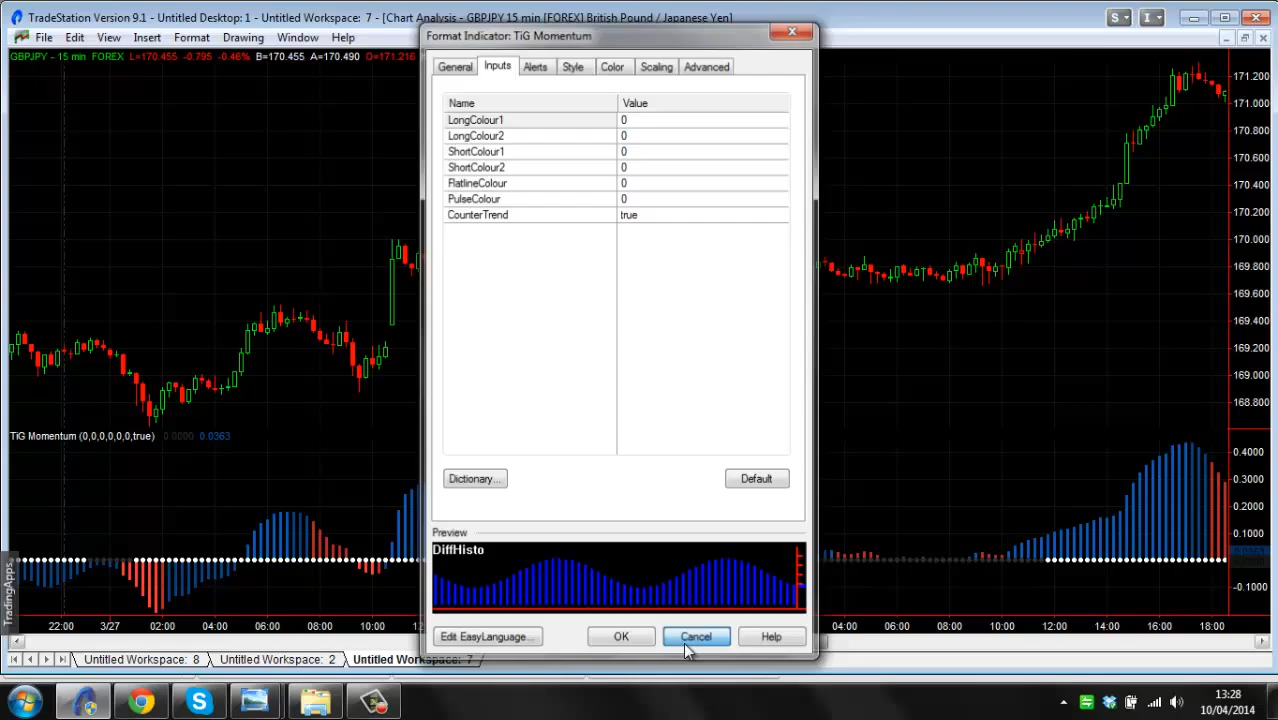 TradeStation Version 9.1 - Untitled Desktop: 1 - Untitled Workspace: 7 - [Chart Analysis - GBPJPY 15 min [FOREX] British Pound / Japanese Yen]
S I
File Edit View Insert Format Drawing Window Help
GBPJPY - 15 min FOREX L=170.455 -0.795 -0.46% B=170.455 A=170.490 O=171.216
Format Indicator: TiG Momentum
General Inputs Alerts Style Color Scaling Advanced
Name Value
LongColour1 0
LongColour2 0
ShortColour1 0
ShortColour2 0
FlatlineColour 0
PulseColour 0
CounterTrend true
Dictionary... Default
Preview
DiffHisto
Edit EasyLanguage... OK Cancel Help
171.200
171.000
170.800
170.600
170.400
170.200
170.000
169.800
169.600
169.400
169.200
169.000
168.800
TiG Momentum (0,0,0,0,0,0,true) 0.0000 0.0363
0.4000
0.3000
0.2000
0.1000
-0.1000
TradingApps
22:00 3/27 02:00 04:00 06:00 08:00 10:00 04:00 06:00 08:00 10:00 12:00 14:00 16:00 18:00
Untitled Workspace: 8 Untitled Workspace: 2 Untitled Workspace: 7
13:28
10/04/2014